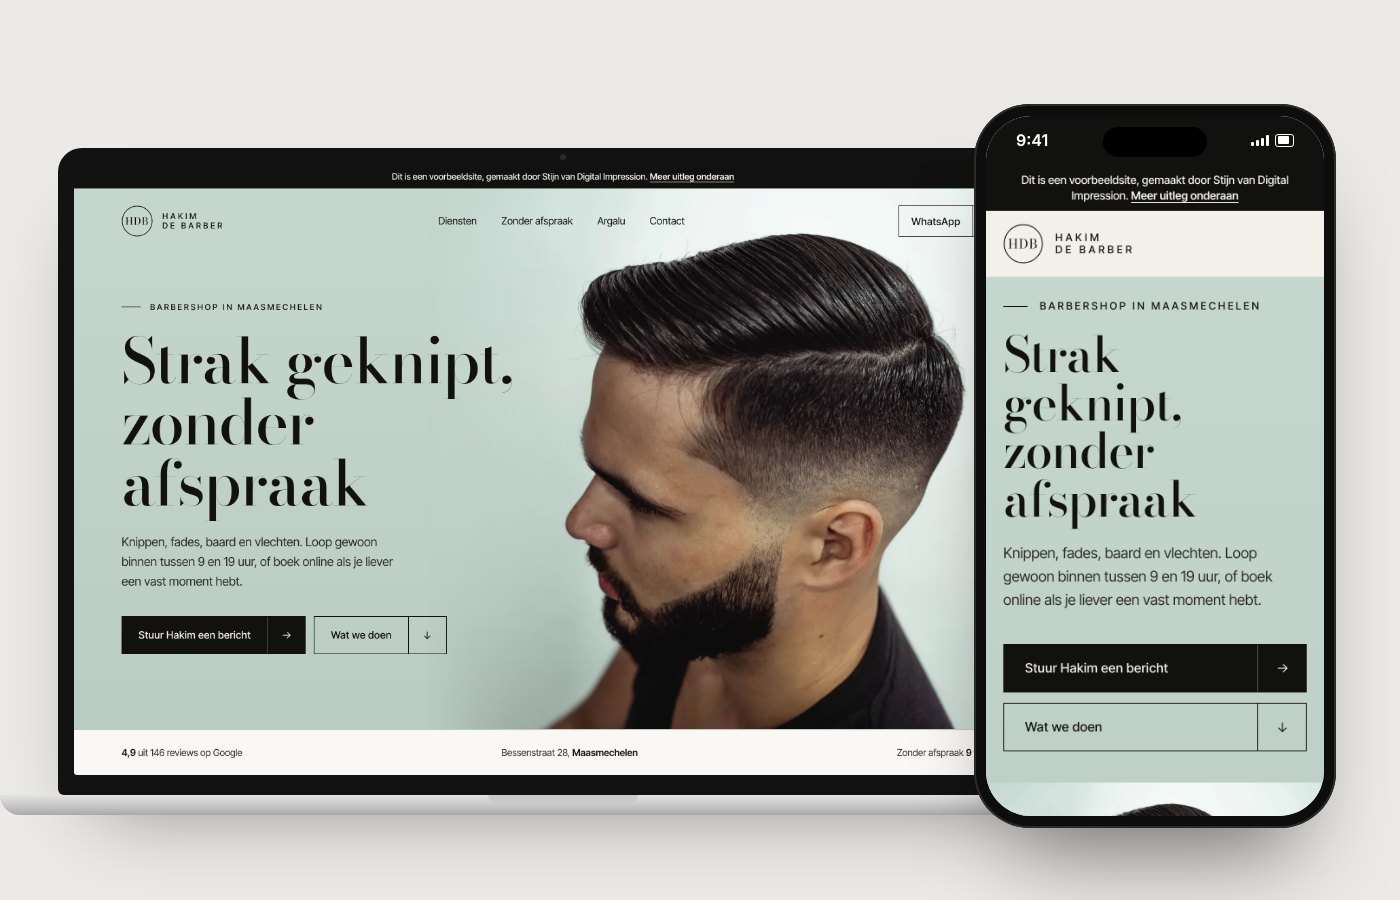 Dit is een voorbeeldsite, gemaakt door Stijn van Digital Impression. Meer uitleg onderaan
HDB
HAKIM
DE BARBER
Diensten
Zonder afspraak
Argalu
Contact
WhatsApp
BARBERSHOP IN MAASMECHELEN
Strak geknipt,
zonder
afspraak
Knippen, fades, baard en vlechten. Loop gewoon
binnen tussen 9 en 19 uur, of boek online als je liever
een vast moment hebt.
Stuur Hakim een bericht →
Wat we doen ↓
4,9 uit 146 reviews op Google
Bessenstraat 28, Maasmechelen
Zonder afspraak 9
9:41
Dit is een voorbeeldsite, gemaakt door Stijn van Digital
Impression. Meer uitleg onderaan
HDB
HAKIM
DE BARBER
BARBERSHOP IN MAASMECHELEN
Strak
geknipt,
zonder
afspraak
Knippen, fades, baard en vlechten. Loop
gewoon binnen tussen 9 en 19 uur, of boek
online als je liever een vast moment hebt.
Stuur Hakim een bericht →
Wat we doen ↓